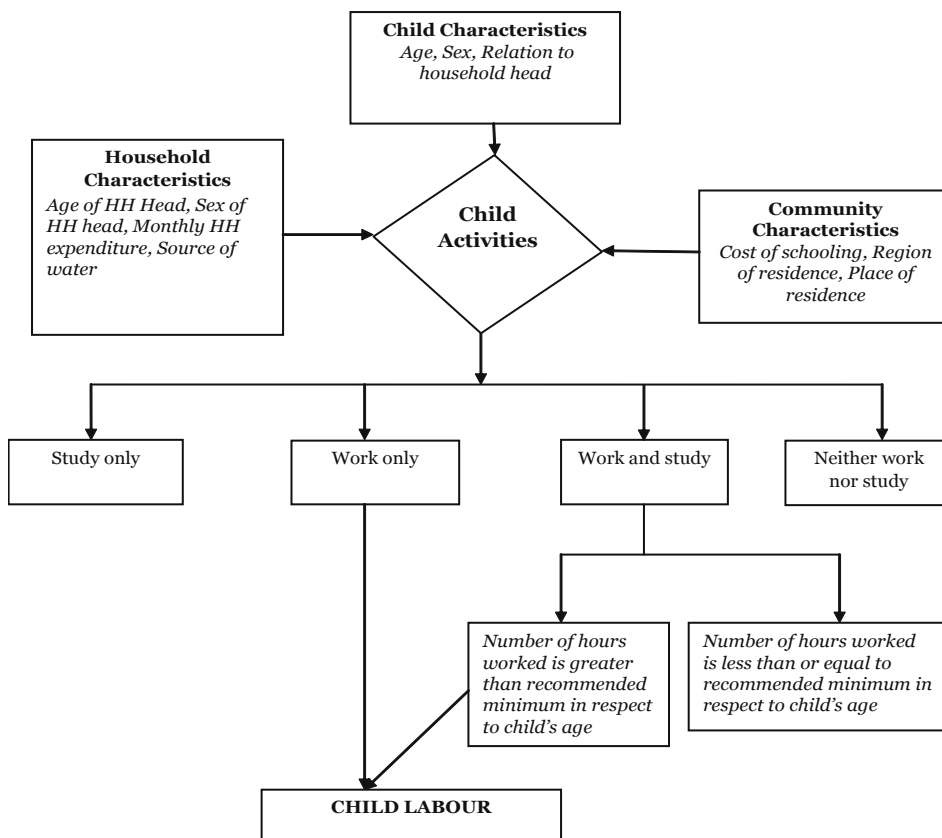 Child Characteristics
Age, Sex, Relation to
household head
Household
Characteristics
Age of HH Head, Sex of
HH head, Monthly HH
expenditure, Source of
water
Child
Activities
Community
Characteristics
Cost of schooling, Region
of residence, Place of
residence
Study only
Work only
Work and study
Neither work
nor study
Number of hours
worked is greater
than recommended
minimum in respect
to child’s age
Number of hours worked
is less than or equal to
recommended minimum in
respect to child’s age
CHILD LABOUR